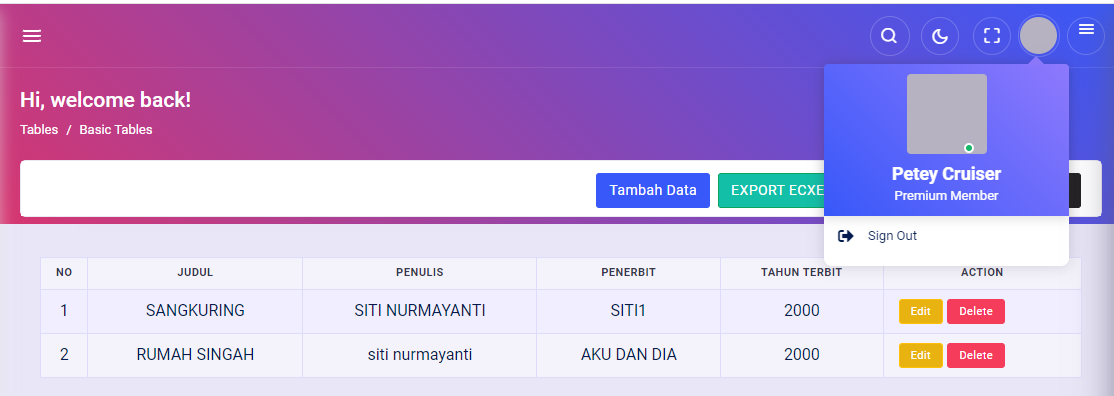 Hi, welcome back!
Tables / Basic Tables
Petey Cruiser
Premium Member
Sign Out
Tambah Data
EXPORT ECXE
NO JUDUL PENULIS PENERBIT TAHUN TERBIT ACTION
1 SANGKURING SITI NURMAYANTI SITI1 2000 Edit Delete
2 RUMAH SINGAH siti nurmayanti AKU DAN DIA 2000 Edit Delete